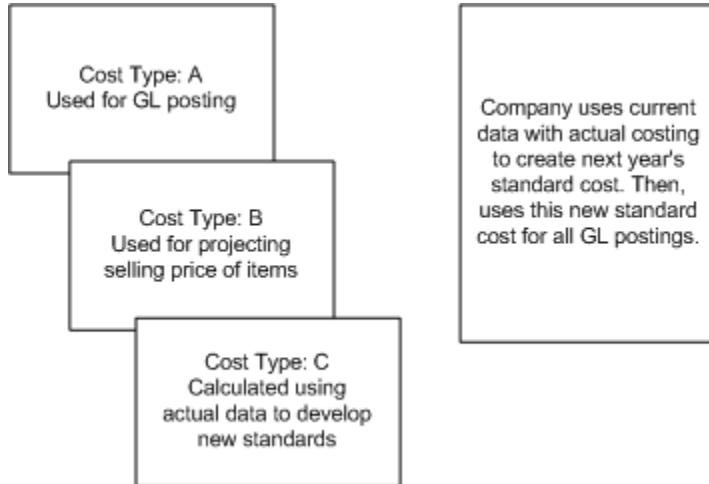 Cost Type: A
Used for GL posting
Cost Type: B
Used for projecting
selling price of items
Cost Type: C
Calculated using
actual data to develop
new standards
Company uses current
data with actual costing
to create next year's
standard cost. Then,
uses this new standard
cost for all GL postings.